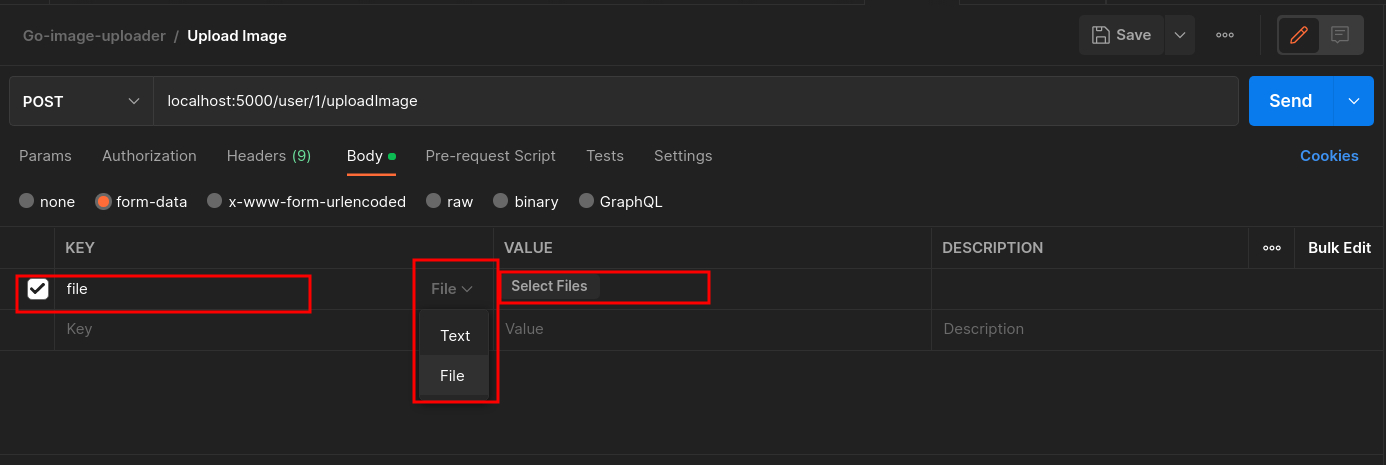 Go-image-uploader / Upload Image
Save
POST
localhost:5000/user/1/uploadImage
Send
Params Authorization Headers (9) Body Pre-request Script Tests Settings Cookies
none form-data x-www-form-urlencoded raw binary GraphQL
KEY VALUE DESCRIPTION Bulk Edit
file File Select Files
Key Value Description
Text
File